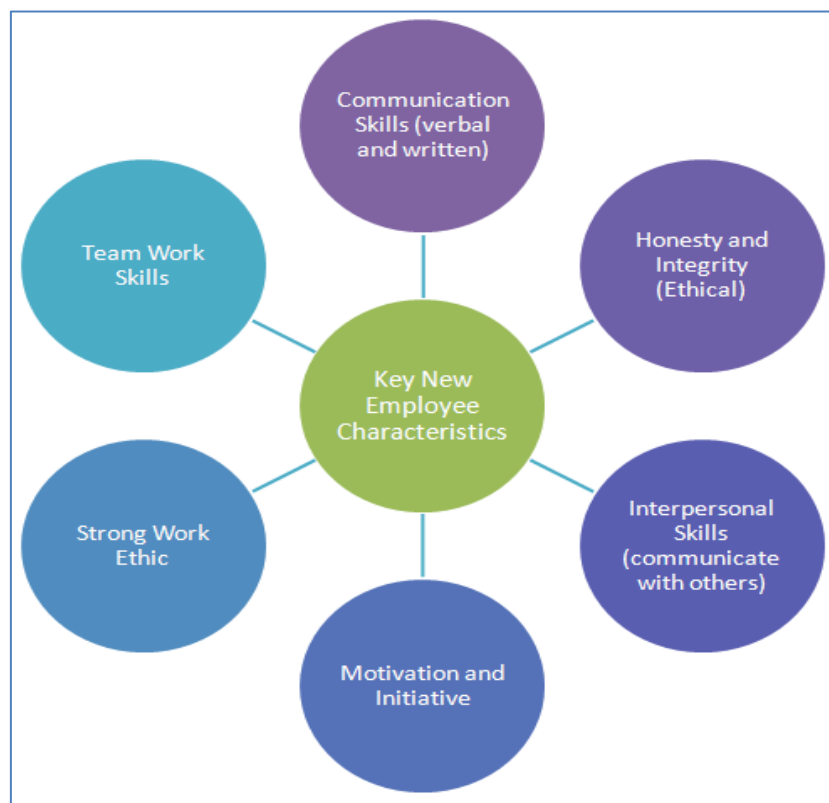 Communication
Skills (verbal
and written)
Honesty and
Integrity
(Ethical)
Interpersonal
Skills
(communicate
with others)
Motivation and
Initiative
Strong Work
Ethic
Team Work
Skills
Key New
Employee
Characteristics